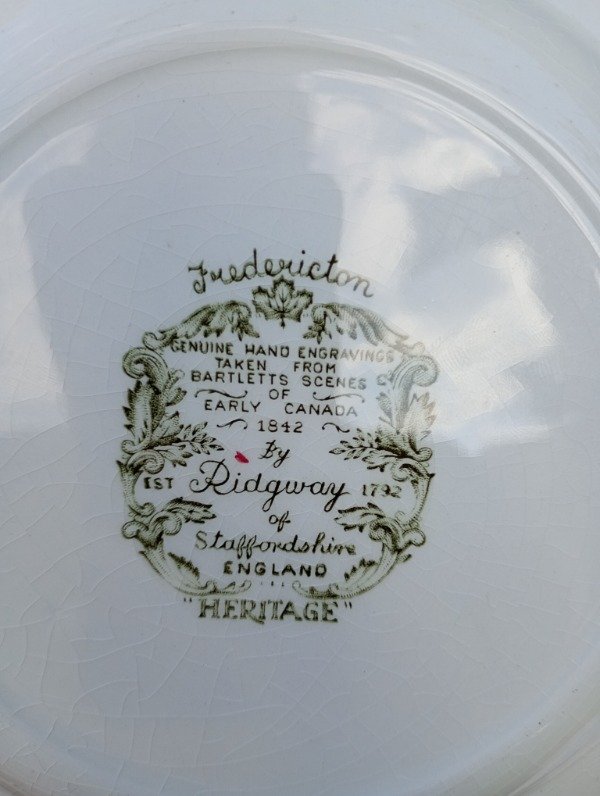 Fredericton
GENUINE HAND ENGRAVINGS
TAKEN FROM
BARTLETTS SCENES
OF
EARLY CANADA
1842
By
EST Ridgway 1792
of
Staffordshire
ENGLAND
"HERITAGE"